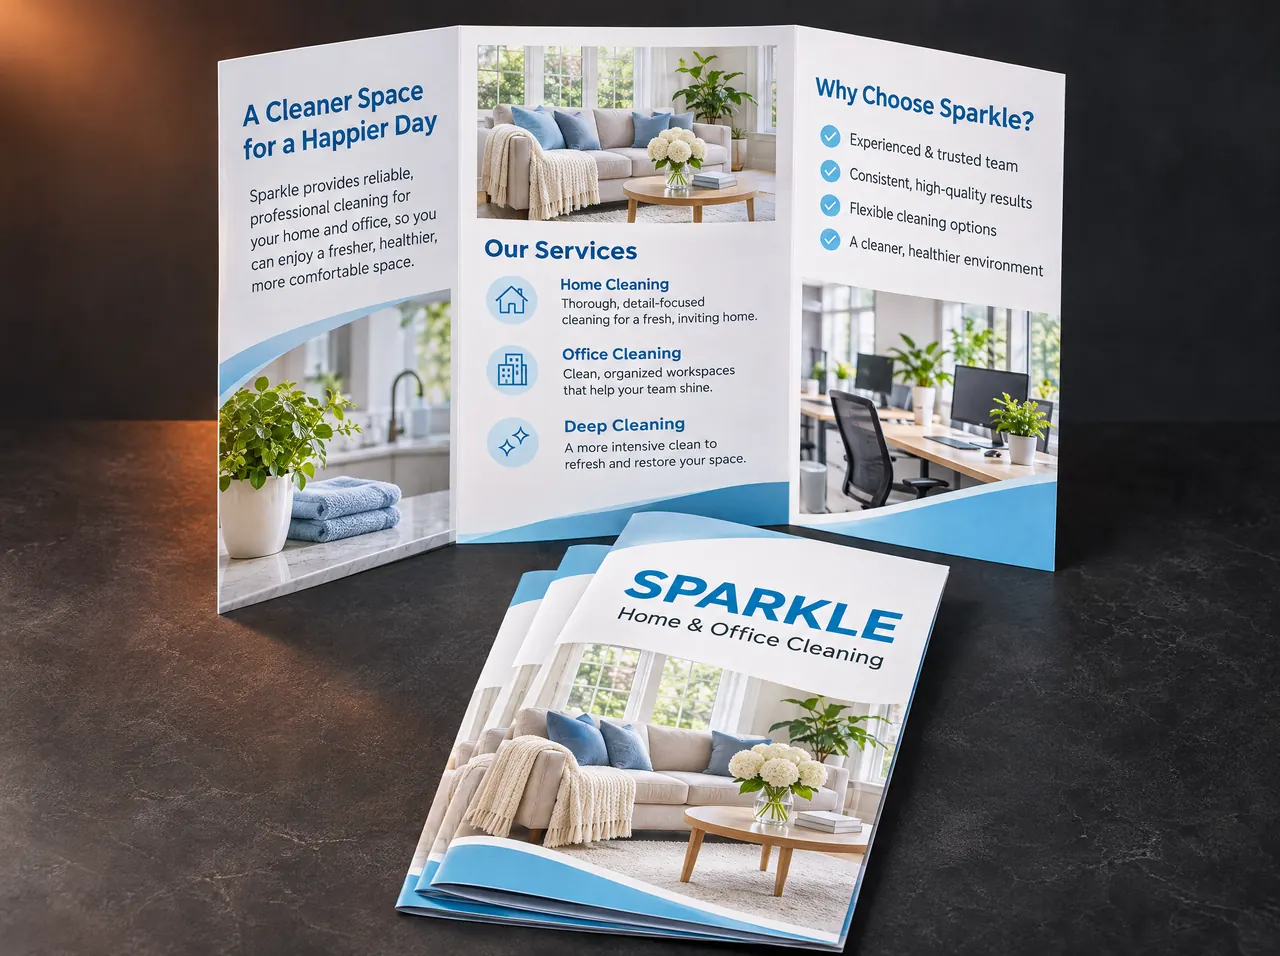 A Cleaner Space
for a Happier Day
Sparkle provides reliable,
professional cleaning for
your home and office, so you
can enjoy a fresher, healthier,
more comfortable space.
Our Services
Home Cleaning
Thorough, detail-focused
cleaning for a fresh, inviting home.
Office Cleaning
Clean, organized workspaces
that help your team shine.
Deep Cleaning
A more intensive clean to
refresh and restore your space.
Why Choose Sparkle?
Experienced & trusted team
Consistent, high-quality results
Flexible cleaning options
A cleaner, healthier environment
SPARKLE
Home & Office Cleaning